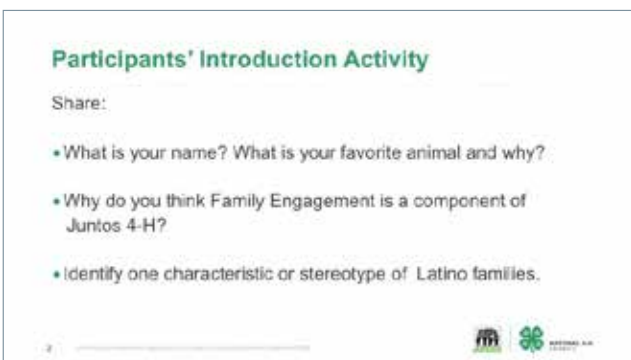 Participants' Introduction Activity
Share:
• What is your name? What is your favorite animal and why?
• Why do you think Family Engagement is a component of
Juntos 4-H?
• Identify one characteristic or stereotype of Latino families.
2